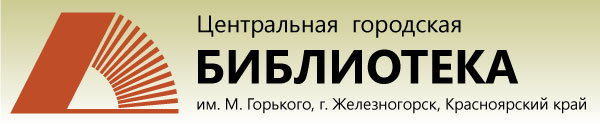 Центральная городская
БИБЛИОТЕКА
им. М. Горького, г. Железногорск, Красноярский край